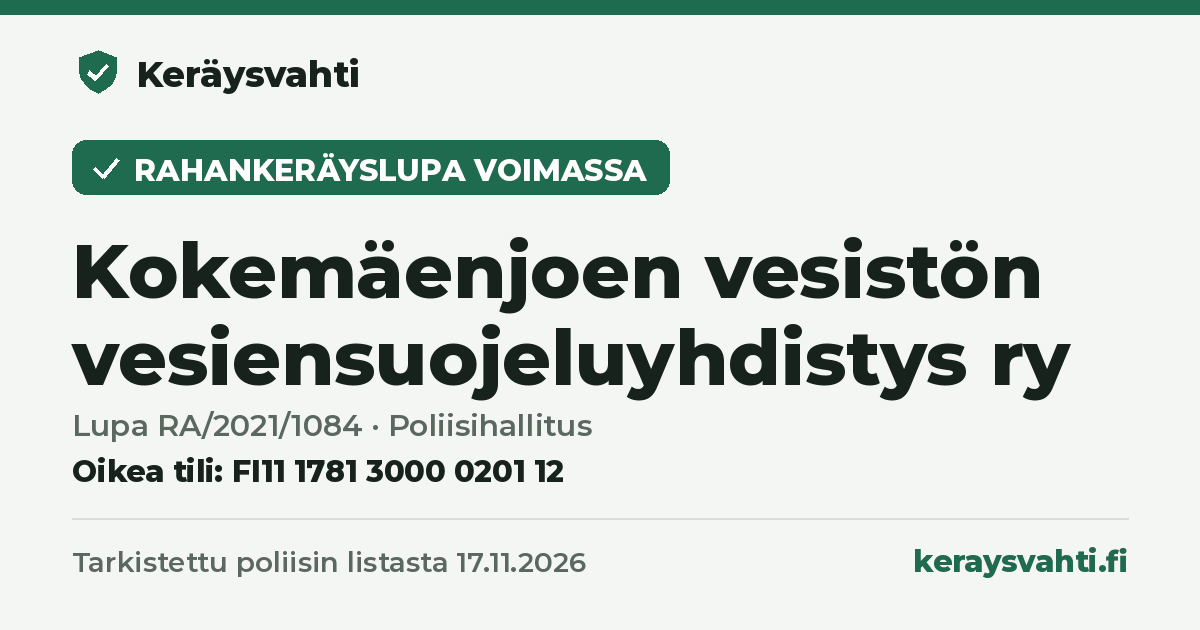 Keräysvahti
RAHANKERÄYSLUPA VOIMASSA
Kokemäenjoen vesistön
vesiensuojeluyhdistys ry
Lupa RA/2021/1084 · Poliisihallitus
Oikea tili: FI11 1781 3000 0201 12
Tarkistettu poliisin listasta 17.11.2026
keraysvahti.fi